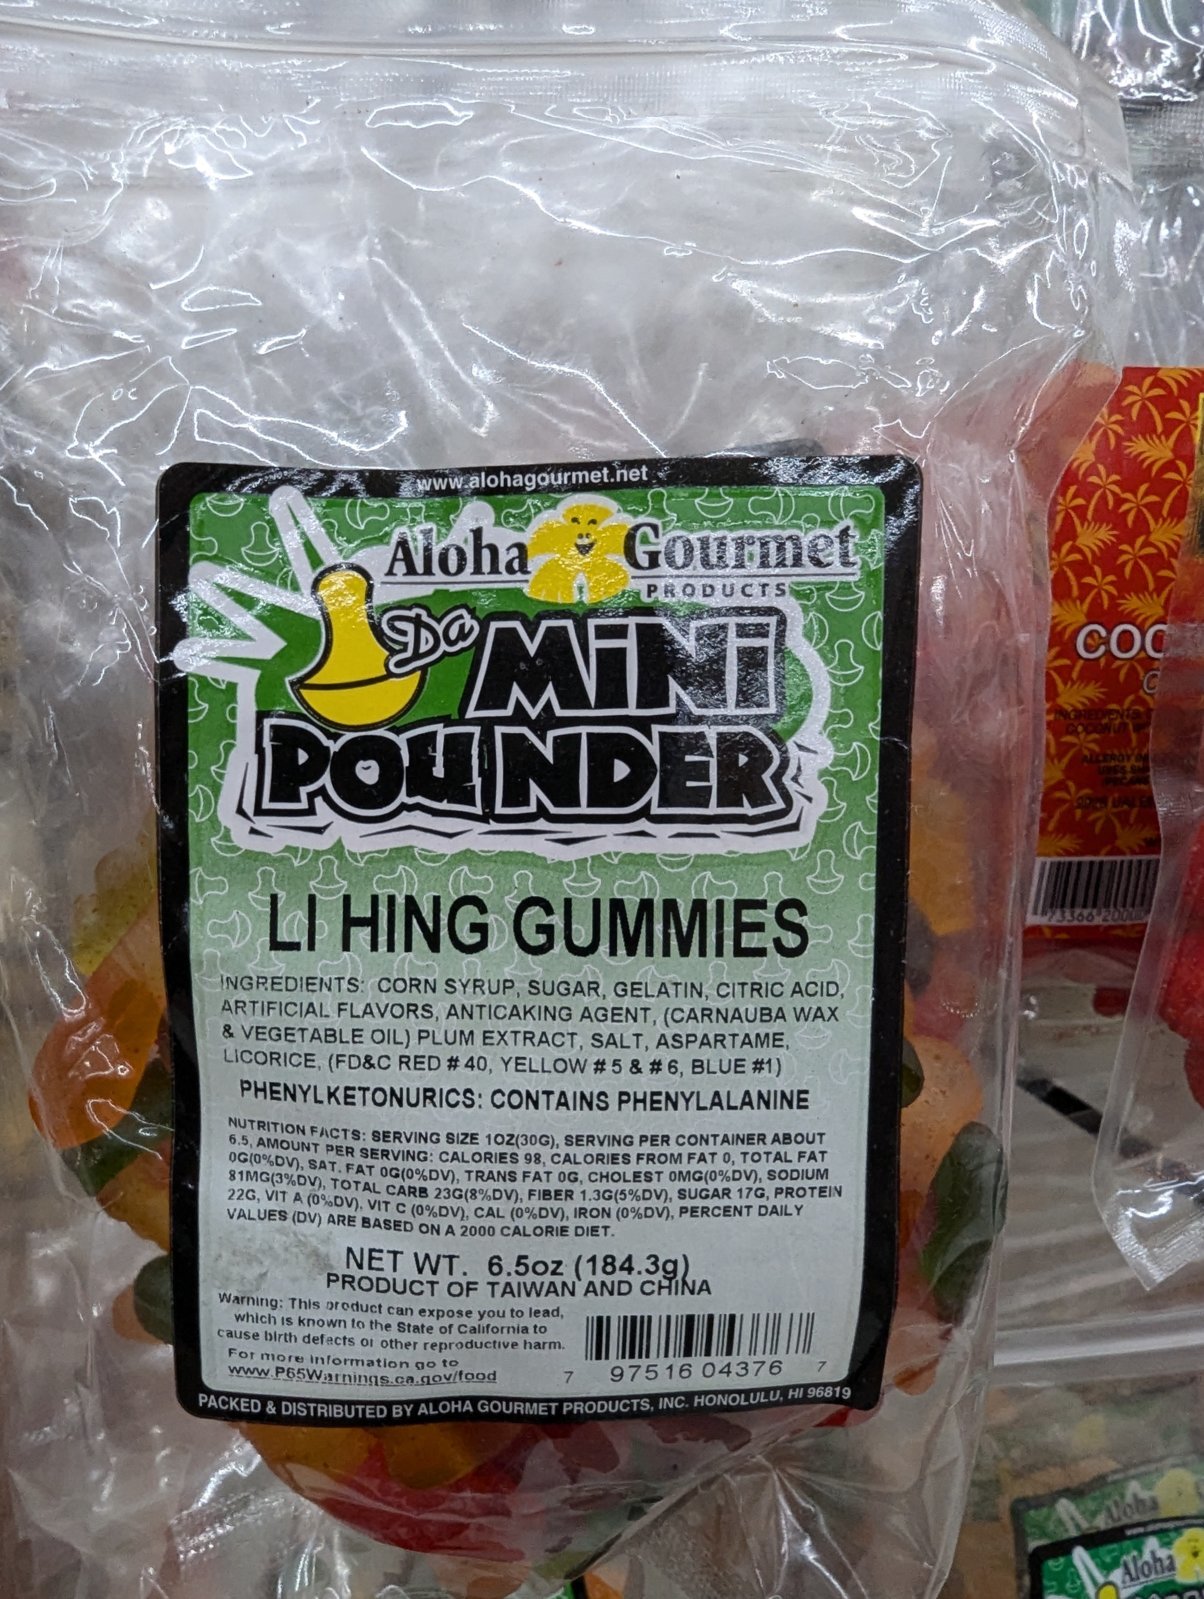 www.alohagourmet.net
Aloha Gourmet
PRODUCTS
Da MiNi
POUNDER
LI HING GUMMIES
INGREDIENTS: CORN SYRUP, SUGAR, GELATIN, CITRIC ACID,
ARTIFICIAL FLAVORS, ANTICAKING AGENT, (CARNAUBA WAX
& VEGETABLE OIL) PLUM EXTRACT, SALT, ASPARTAME,
LICORICE, (FD&C RED # 40, YELLOW # 5 & # 6, BLUE #1)
PHENYLKETONURICS: CONTAINS PHENYLALANINE
NUTRITION FACTS: SERVING SIZE 1OZ(30G), SERVING PER CONTAINER ABOUT
6.5, AMOUNT PER SERVING: CALORIES 98, CALORIES FROM FAT 0, TOTAL FAT
0G(0%DV), SAT. FAT 0G(0%DV), TRANS FAT 0G, CHOLEST 0MG(0%DV), SODIUM
81MG(3%DV), TOTAL CARB 23G(8%DV), FIBER 1.3G(5%DV), SUGAR 17G, PROTEIN
22G, VIT A (0%DV), VIT C (0%DV), CAL (0%DV), IRON (0%DV), PERCENT DAILY
VALUES (DV) ARE BASED ON A 2000 CALORIE DIET.
NET WT. 6.5oz (184.3g)
PRODUCT OF TAIWAN AND CHINA
Warning: This product can expose you to lead,
which is known to the State of California to
cause birth defects or other reproductive harm.
For more information go to
www.P65Warnings.ca.gov/food
7 97516 04376 7
PACKED & DISTRIBUTED BY ALOHA GOURMET PRODUCTS, INC. HONOLULU, HI 96819
COC
INGREDIENTS
COCONUT
ALLERGY
Aloha
Aloha